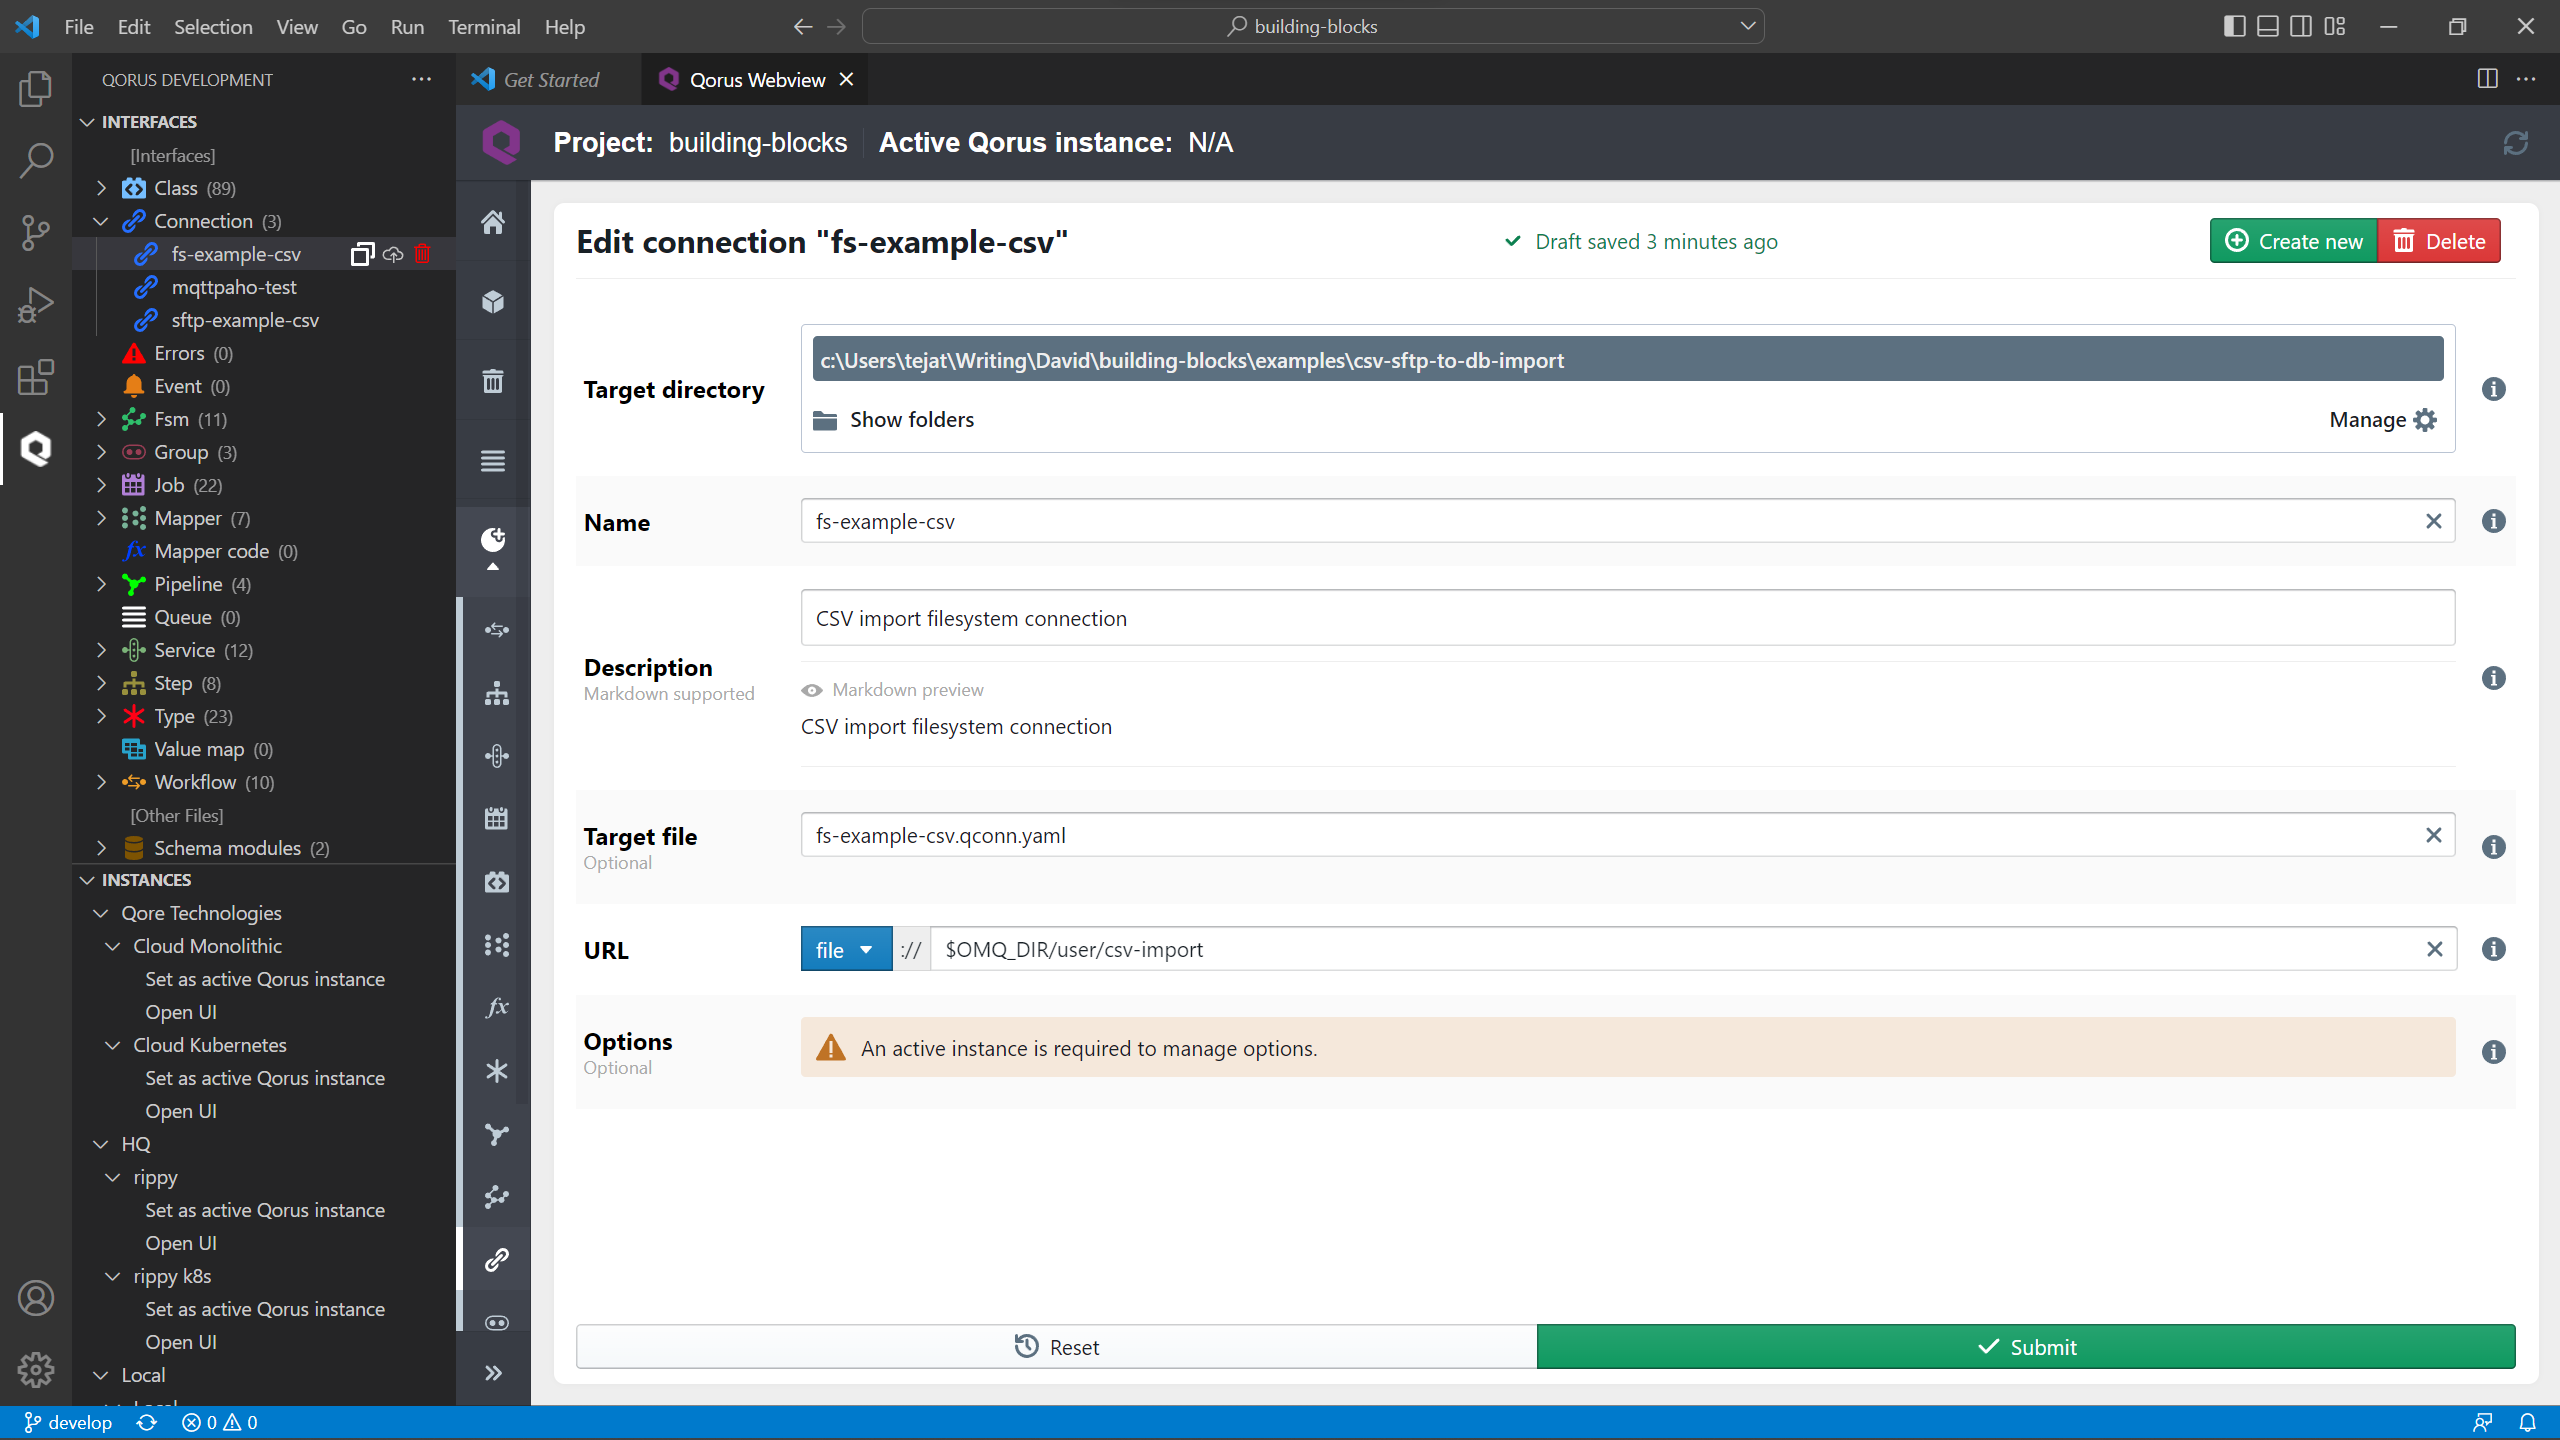 File Edit Selection View Go Run Terminal Help
building-blocks
QORUS DEVELOPMENT
Get Started
Qorus Webview
INTERFACES
[Interfaces]
Class (89)
Connection (3)
fs-example-csv
mqttpaho-test
sftp-example-csv
Errors (0)
Event (0)
Fsm (11)
Group (3)
Job (22)
Mapper (7)
fx Mapper code (0)
Pipeline (4)
Queue (0)
Service (12)
Step (8)
Type (23)
Value map (0)
Workflow (10)
[Other Files]
Schema modules (2)
INSTANCES
Qore Technologies
Cloud Monolithic
Set as active Qorus instance
Open UI
Cloud Kubernetes
Set as active Qorus instance
Open UI
HQ
rippy
Set as active Qorus instance
Open UI
rippy k8s
Set as active Qorus instance
Open UI
Local
Local
Project: building-blocks Active Qorus instance: N/A
fx
Edit connection "fs-example-csv"
Draft saved 3 minutes ago
Create new
Delete
Target directory
c:\Users\tejat\Writing\David\building-blocks\examples\csv-sftp-to-db-import
Show folders
Manage
Name
fs-example-csv
Description
Markdown supported
CSV import filesystem connection
Markdown preview
CSV import filesystem connection
Target file
Optional
fs-example-csv.qconn.yaml
URL
file :// $OMQ_DIR/user/csv-import
Options
Optional
An active instance is required to manage options.
Reset
Submit
develop
0 0